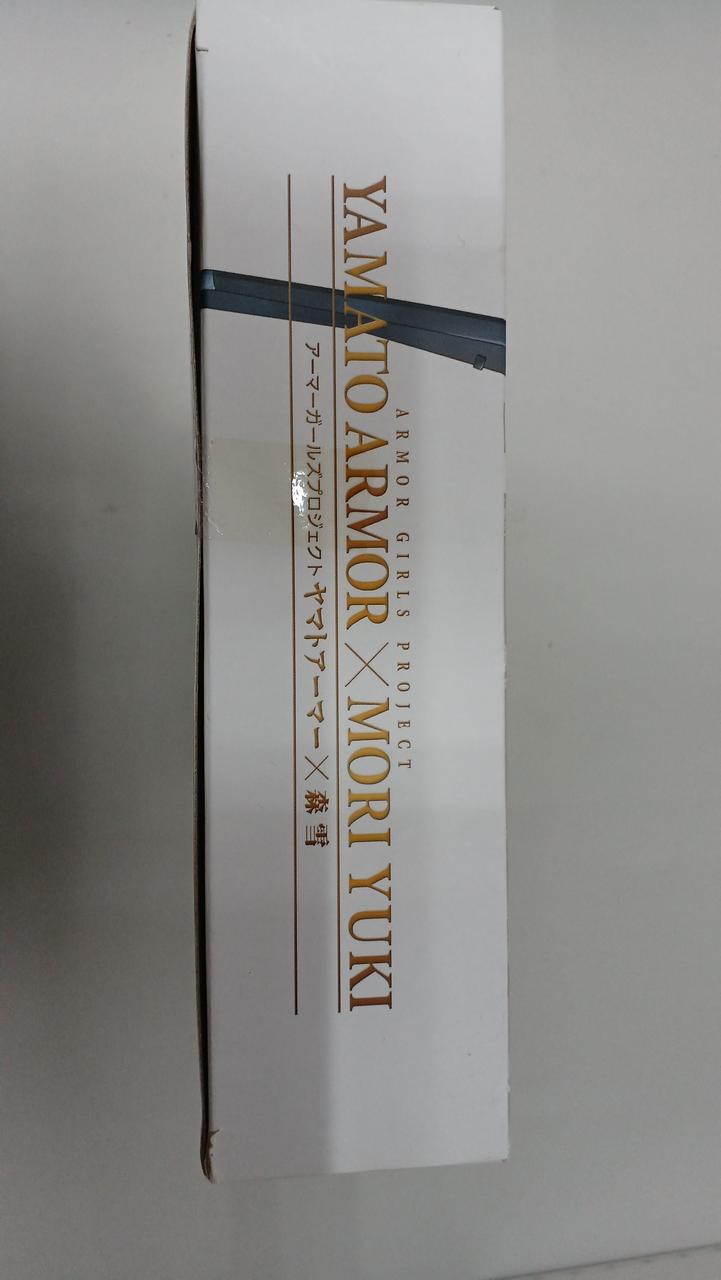 ARMOR GIRLS PROJECT
YAMATO ARMOR × MORI YUKI
アーマーガールズプロジェクト ヤマトアーマー × 森雪